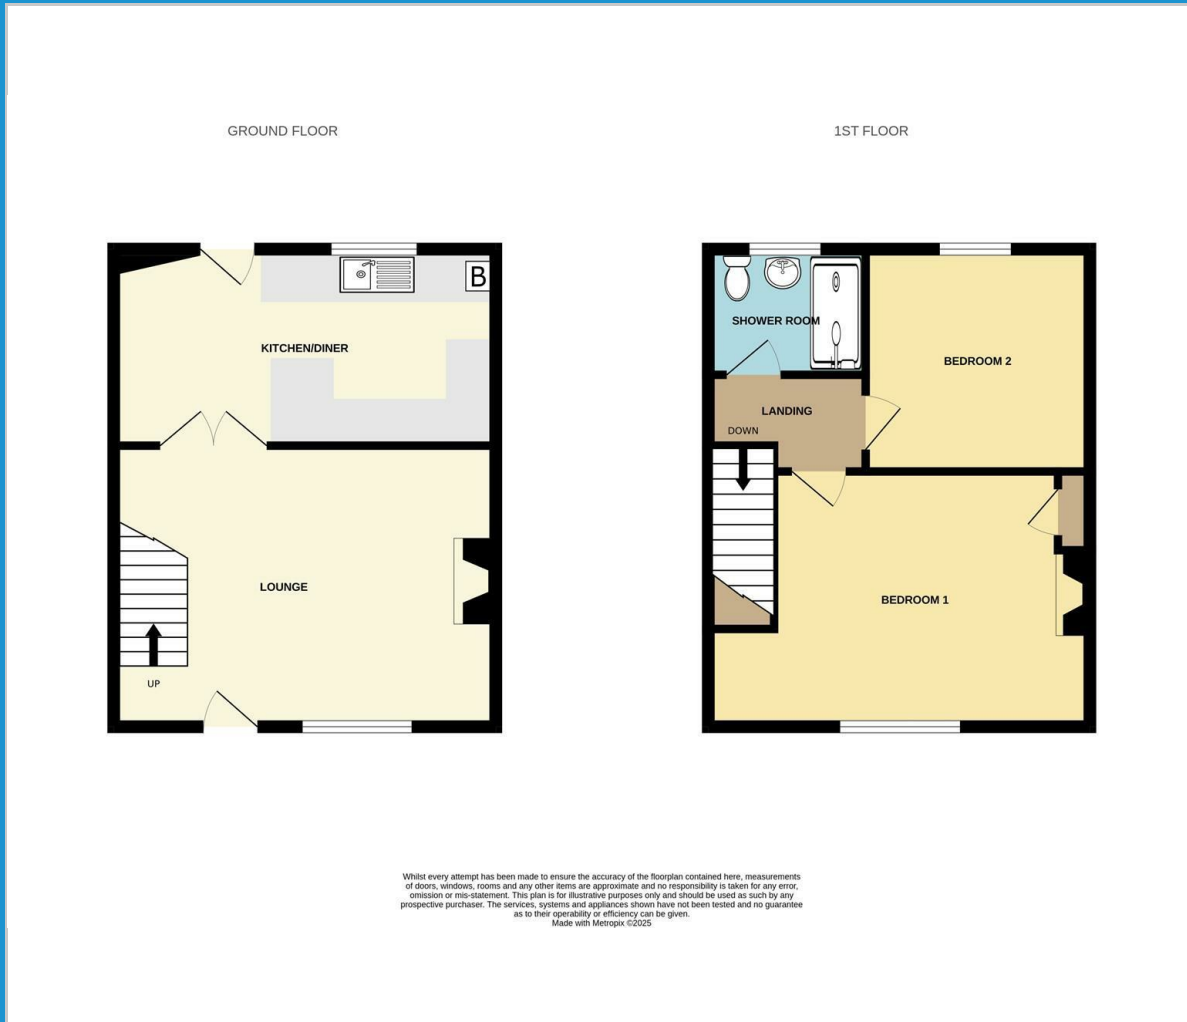 GROUND FLOOR
1ST FLOOR
B
KITCHEN/DINER
LOUNGE
UP
SHOWER ROOM
BEDROOM 2
LANDING
DOWN
BEDROOM 1
Whilst every attempt has been made to ensure the accuracy of the floorplan contained here, measurements
of doors, windows, rooms and any other items are approximate and no responsibility is taken for any error,
omission or mis-statement. This plan is for illustrative purposes only and should be used as such by any
prospective purchaser. The services, systems and appliances shown have not been tested and no guarantee
as to their operability or efficiency can be given.
Made with Metropix ©2025